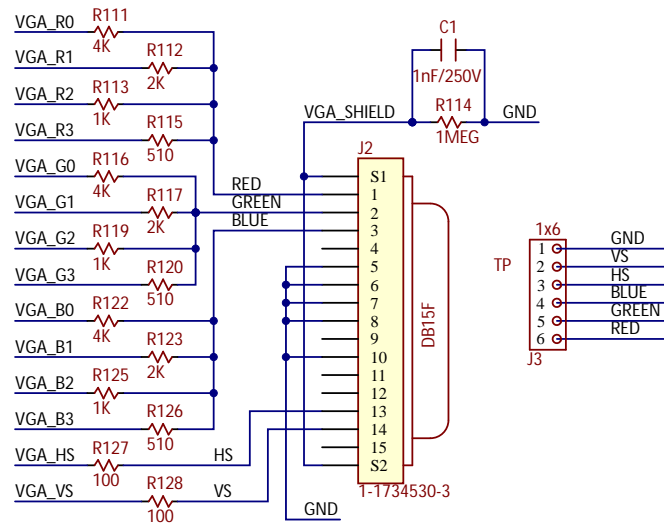 VGA_R0 R111 4K
VGA_R1 R112 2K
VGA_R2 R113 1K
VGA_R3 R115 510
VGA_G0 R116 4K
VGA_G1 R117 2K
VGA_G2 R119 1K
VGA_G3 R120 510
VGA_B0 R122 4K
VGA_B1 R123 2K
VGA_B2 R125 1K
VGA_B3 R126 510
VGA_HS R127 100 HS
VGA_VS R128 100 VS
RED
GREEN
BLUE
C1
1nF/250V
VGA_SHIELD R114 GND
1MEG
J2
S1
1
2
3
4
5
6
7
8
9
10
11
12
13
14
15
S2
DB15F
1-1734530-3
GND
1x6
TP
1 GND
2 VS
3 HS
4 BLUE
5 GREEN
6 RED
J3